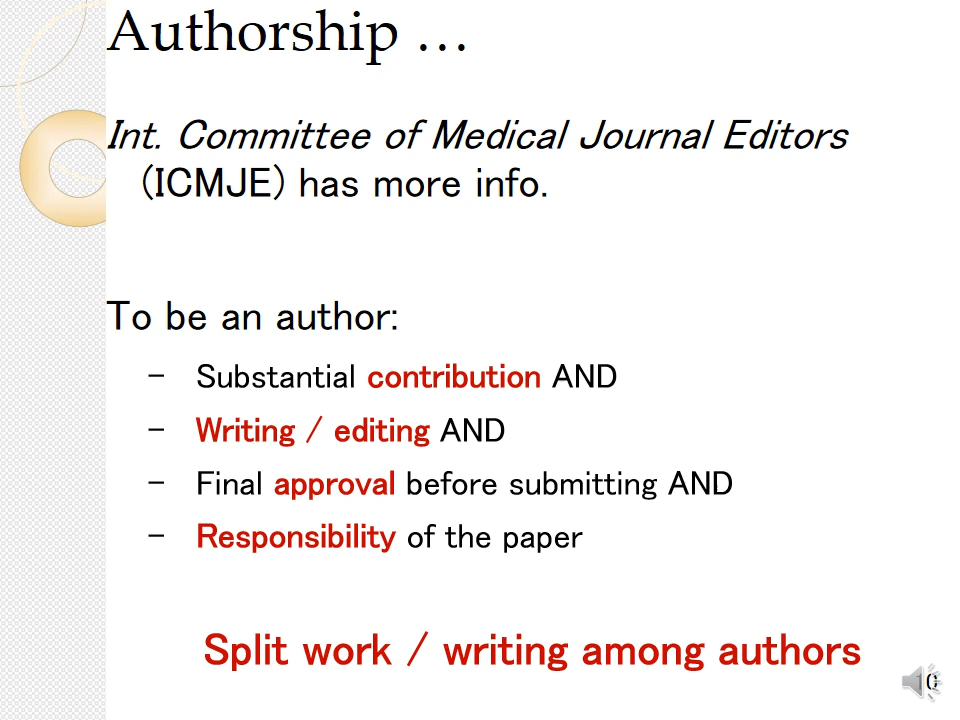 Authorship …
Int. Committee of Medical Journal Editors
(ICMJE) has more info.
To be an author:
– Substantial contribution AND
– Writing / editing AND
– Final approval before submitting AND
– Responsibility of the paper
Split work / writing among authors